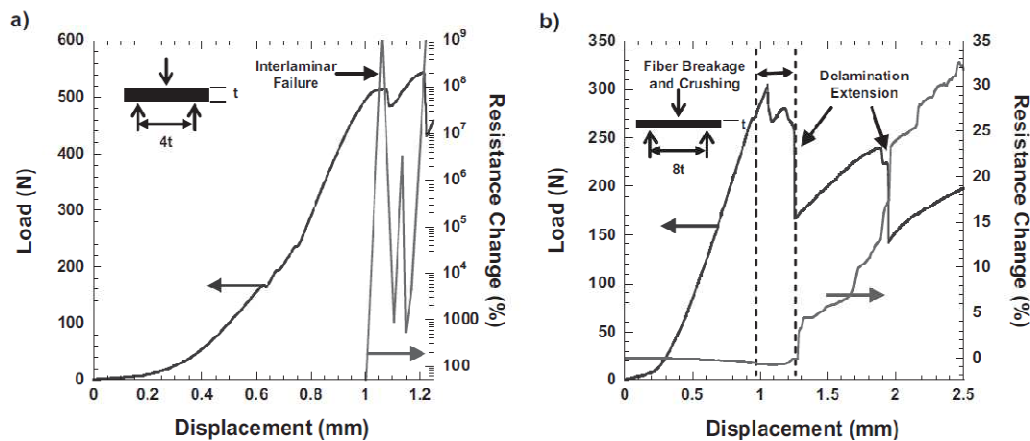 a)
600
500
400
300
200
100
0
Load (N)
0
0.2
0.4
0.6
0.8
1
1.2
Displacement (mm)
10⁹
10⁸
10⁷
10⁶
10⁵
10⁴
1000
100
Resistance Change (%)
Interlaminar
Failure
t
4t
b)
350
300
250
200
150
100
50
0
Load (N)
0
0.5
1
1.5
2
2.5
Displacement (mm)
35
30
25
20
15
10
5
0
Resistance Change (%)
Fiber Breakage
and Crushing
Delamination
Extension
t
8t